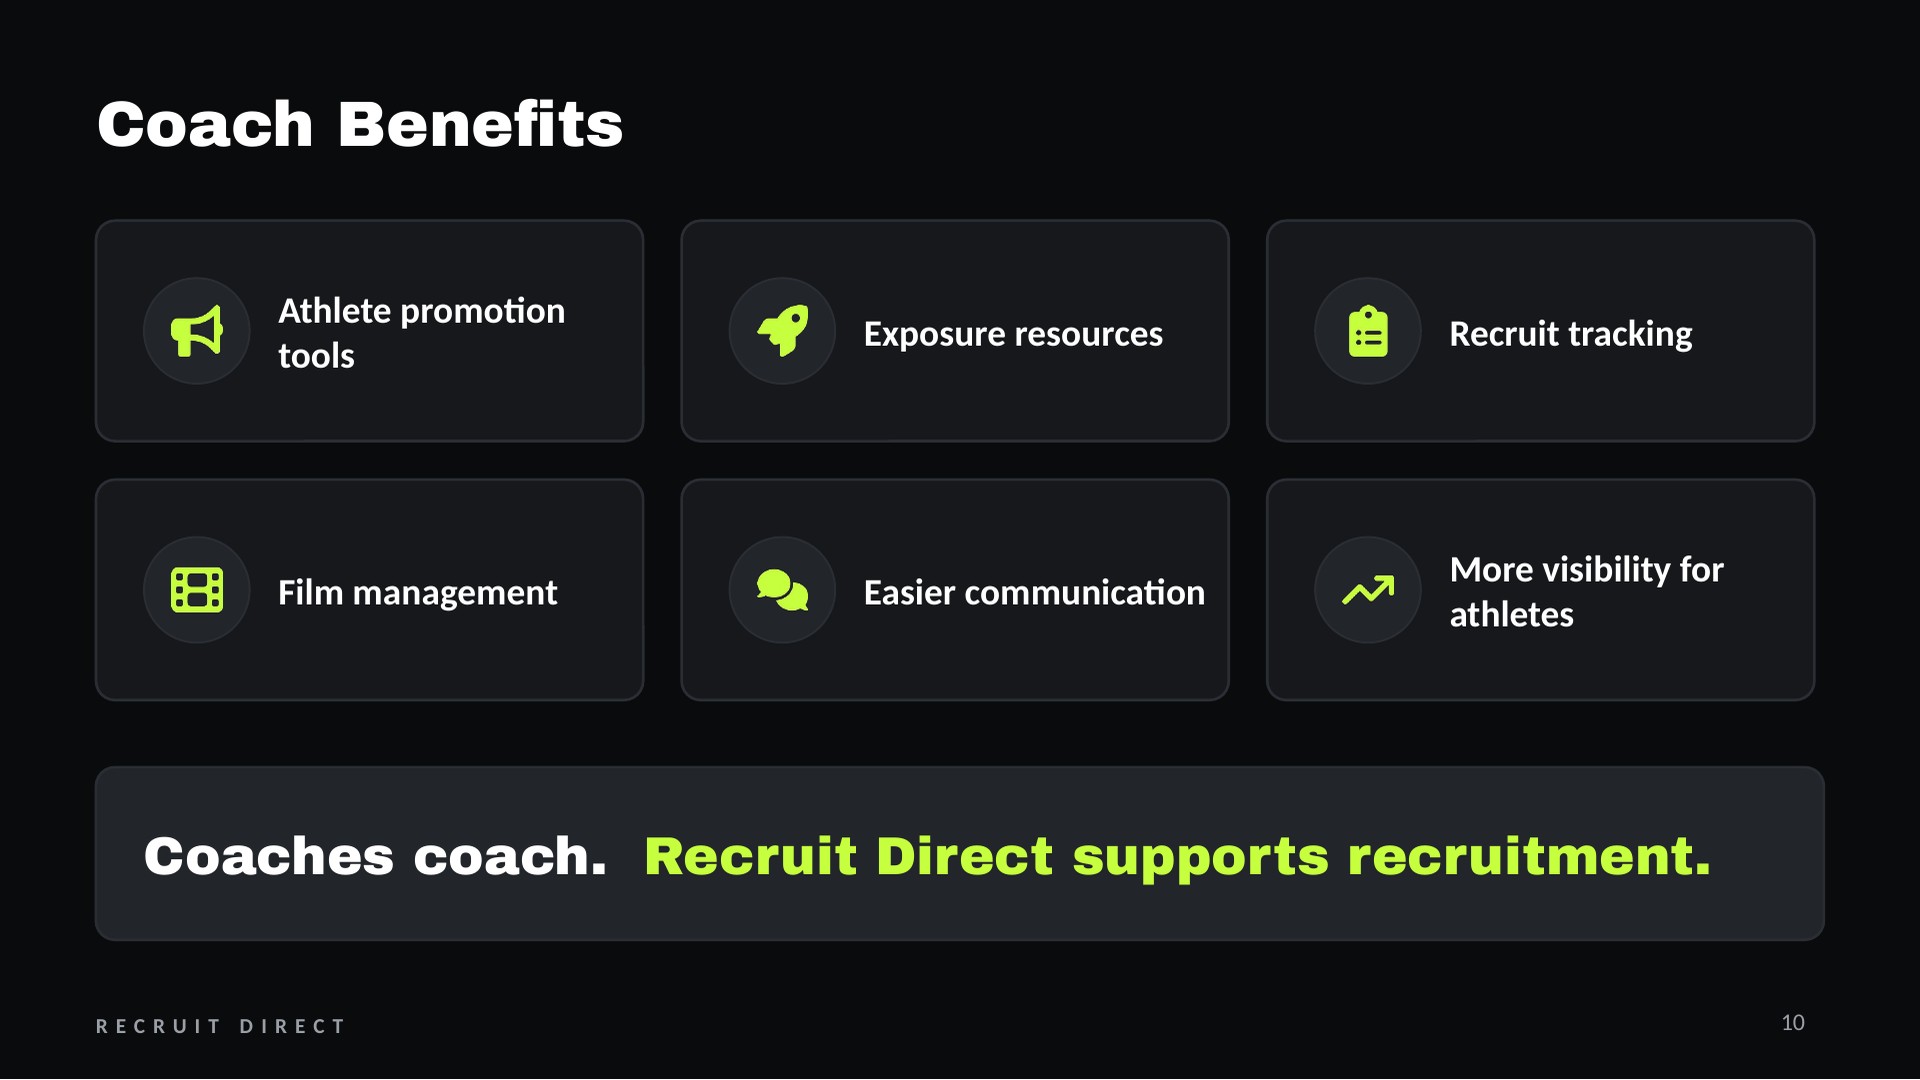 Coach Benefits
Athlete promotion
tools
Exposure resources
Recruit tracking
Film management
Easier communication
More visibility for
athletes
Coaches coach. Recruit Direct supports recruitment.
RECRUIT DIRECT
10